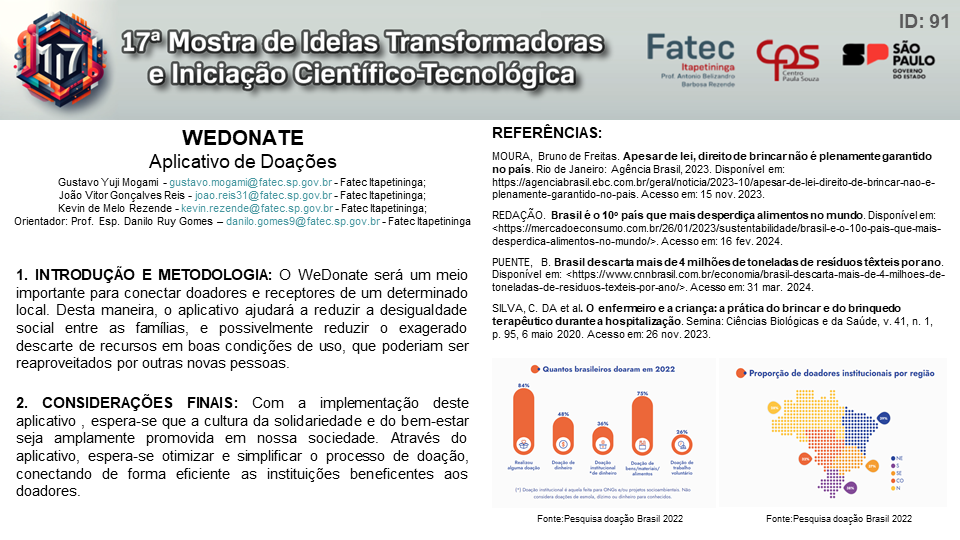 ID: 91
17
17ª Mostra de Ideias Transformadoras
e Iniciação Científico-Tecnológica
Fatec
Itapetininga
Prof. Antonio Belizandro
Barbosa Rezende
CPS
Centro
Paula Souza
SP
SÃO PAULO
GOVERNO
DO ESTADO
WEDONATE
Aplicativo de Doações
Gustavo Yuji Mogami - gustavo.mogami@fatec.sp.gov.br - Fatec Itapetininga;
João Vitor Gonçalves Reis - joao.reis31@fatec.sp.gov.br - Fatec Itapetininga;
Kevin de Melo Rezende - kevin.rezende@fatec.sp.gov.br - Fatec Itapetininga;
Orientador: Prof. Esp. Danilo Ruy Gomes – danilo.gomes9@fatec.sp.gov.br - Fatec Itapetininga
1. INTRODUÇÃO E METODOLOGIA: O WeDonate será um meio
importante para conectar doadores e receptores de um determinado
local. Desta maneira, o aplicativo ajudará a reduzir a desigualdade
social entre as famílias, e possivelmente reduzir o exagerado
descarte de recursos em boas condições de uso, que poderiam ser
reaproveitados por outras novas pessoas.
2. CONSIDERAÇÕES FINAIS: Com a implementação deste
aplicativo , espera-se que a cultura da solidariedade e do bem-estar
seja amplamente promovida em nossa sociedade. Através do
aplicativo, espera-se otimizar e simplificar o processo de doação,
conectando de forma eficiente as instituições beneficentes aos
doadores.
REFERÊNCIAS:
MOURA, Bruno de Freitas. Apesar de lei, direito de brincar não é plenamente garantido
no país. Rio de Janeiro: Agência Brasil, 2023. Disponível em:
https://agenciabrasil.ebc.com.br/geral/noticia/2023-10/apesar-de-lei-direito-de-brincar-nao-e-
plenamente-garantido-no-pais. Acesso em: 15 nov. 2023.
REDAÇÃO. Brasil é o 10º país que mais desperdiça alimentos no mundo. Disponível em:
<https://mercadoeconsumo.com.br/26/01/2023/sustentabilidade/brasil-e-o-10o-pais-que-mais-
desperdica-alimentos-no-mundo/>. Acesso em: 16 fev. 2024.
PUENTE, B. Brasil descarta mais de 4 milhões de toneladas de resíduos têxteis por ano.
Disponível em: <https://www.cnnbrasil.com.br/economia/brasil-descarta-mais-de-4-milhoes-de-
toneladas-de-residuos-texteis-por-ano/>. Acesso em: 31 mar. 2024.
SILVA, C. DA et al. O enfermeiro e a criança: a prática do brincar e do brinquedo
terapêutico durante a hospitalização. Semina: Ciências Biológicas e da Saúde, v. 41, n. 1,
p. 95, 6 maio 2020. Acesso em: 26 nov. 2023.
Quantos brasileiros doaram em 2022
84%
48%
36%
75%
26%
Realizou
alguma doação
Doação de
dinheiro
Doação
institucional
*de dinheiro
Doação de
bens/materiais/
alimentos
Doação de
trabalho
voluntário
(*) Doação institucional é aquela feita para ONGs e/ou projetos socioambientais. Não
considera doações de esmola, dízimo ou dinheiro para conhecidos.
Fonte:Pesquisa doação Brasil 2022
Proporção de doadores institucionais por região
NE
S
SE
CO
N
Fonte:Pesquisa doação Brasil 2022